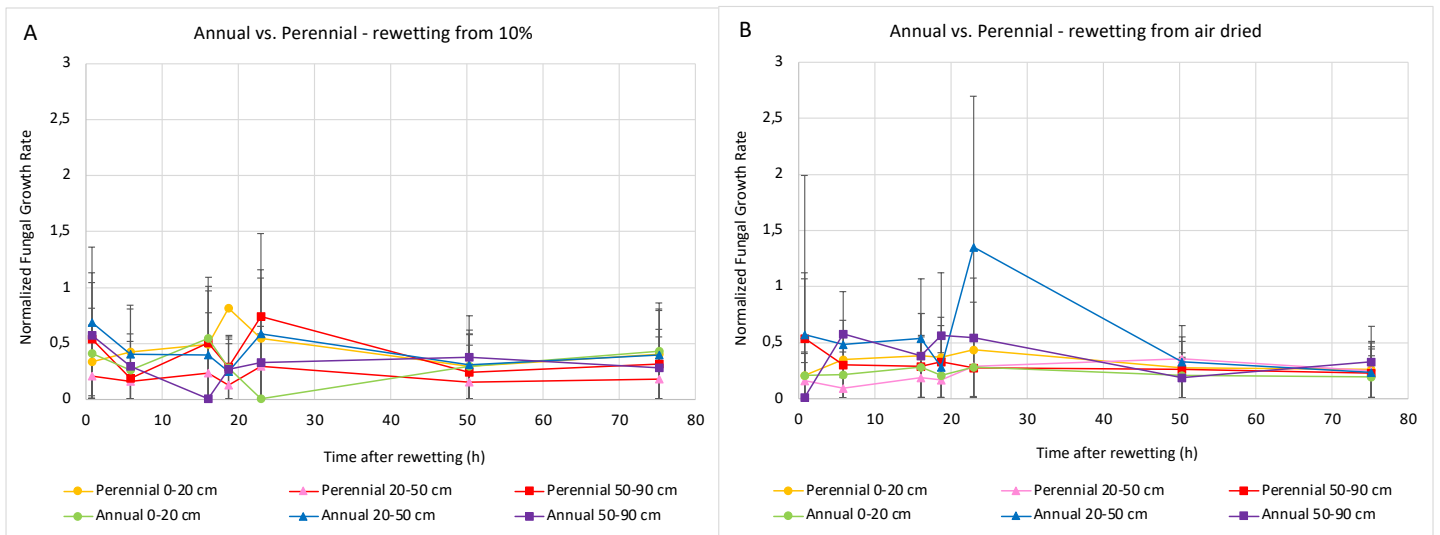 A
Annual vs. Perennial - rewetting from 10%
3
2,5
2
1,5
1
0,5
0
0 10 20 30 40 50 60 70 80
Normalized Fungal Growth Rate
Time after rewetting (h)
Perennial 0-20 cm Perennial 20-50 cm Perennial 50-90 cm
Annual 0-20 cm Annual 20-50 cm Annual 50-90 cm
B
Annual vs. Perennial - rewetting from air dried
3
2,5
2
1,5
1
0,5
0
0 10 20 30 40 50 60 70 80
Normalized Fungal Growth Rate
Time after rewetting (h)
Perennial 0-20 cm Perennial 20-50 cm Perennial 50-90 cm
Annual 0-20 cm Annual 20-50 cm Annual 50-90 cm